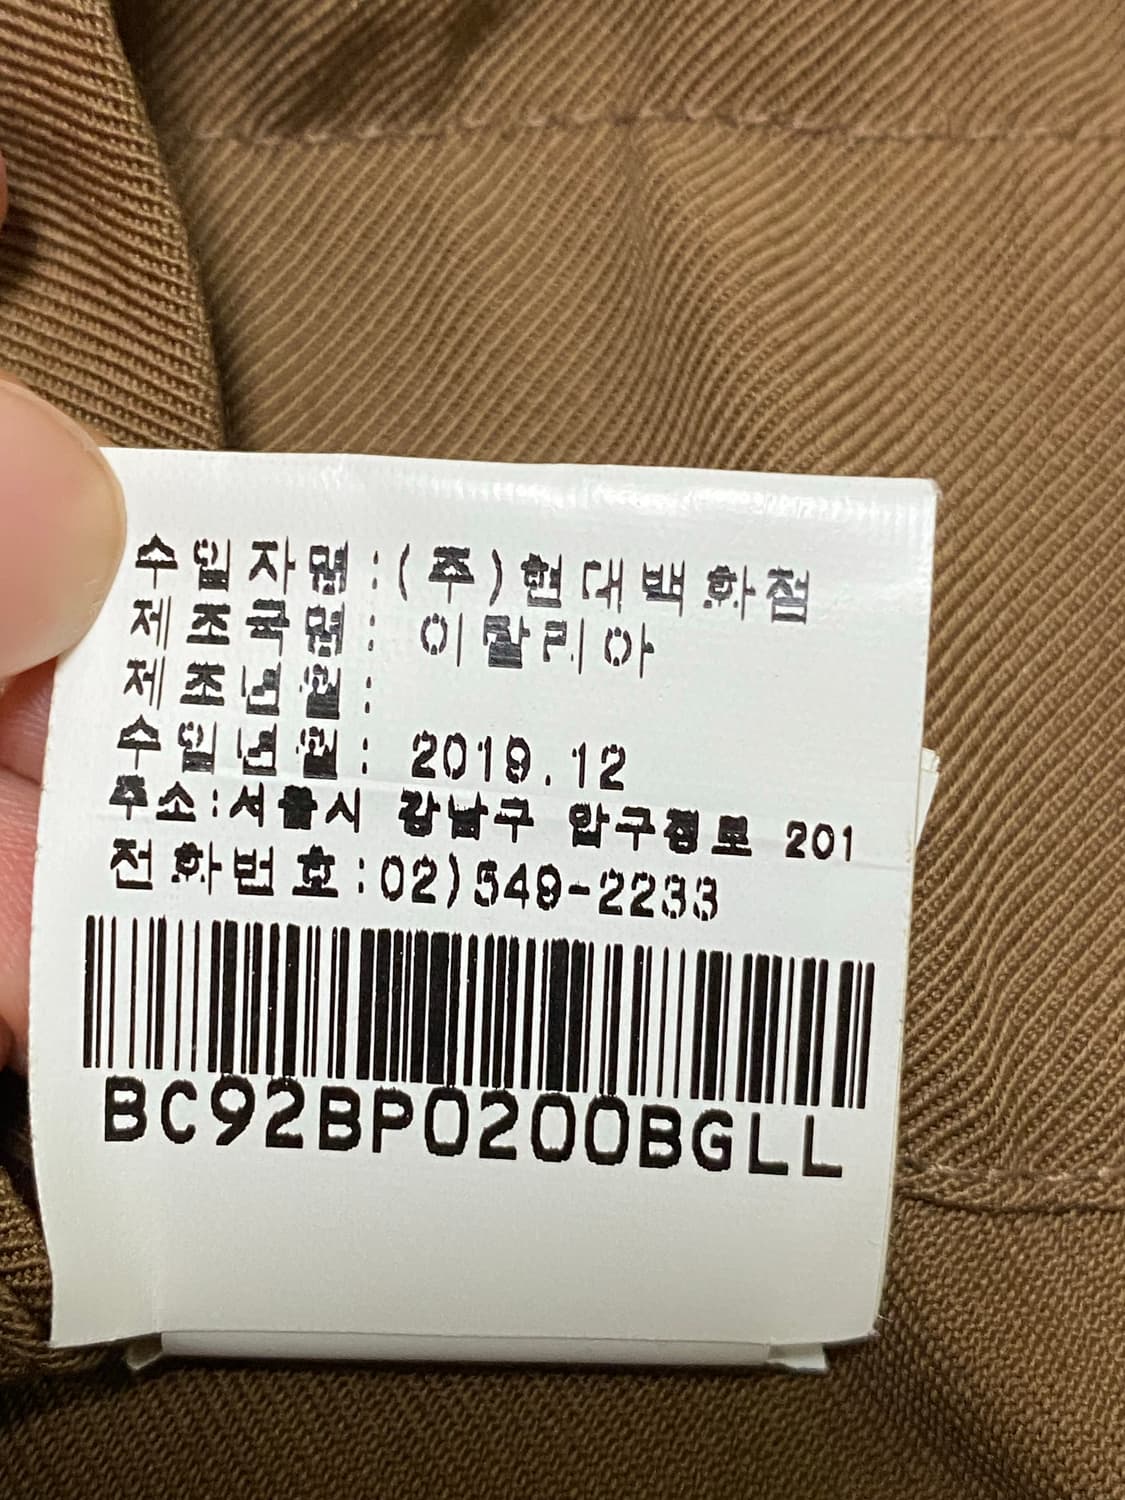 수입자명:(주)현대백화점
제조국명: 이탈리아
제조년월:
수입년월: 2019.12
주소:서울시 강남구 압구정로 201
전화번호:02)549-2233
BC92BP0200BGLL